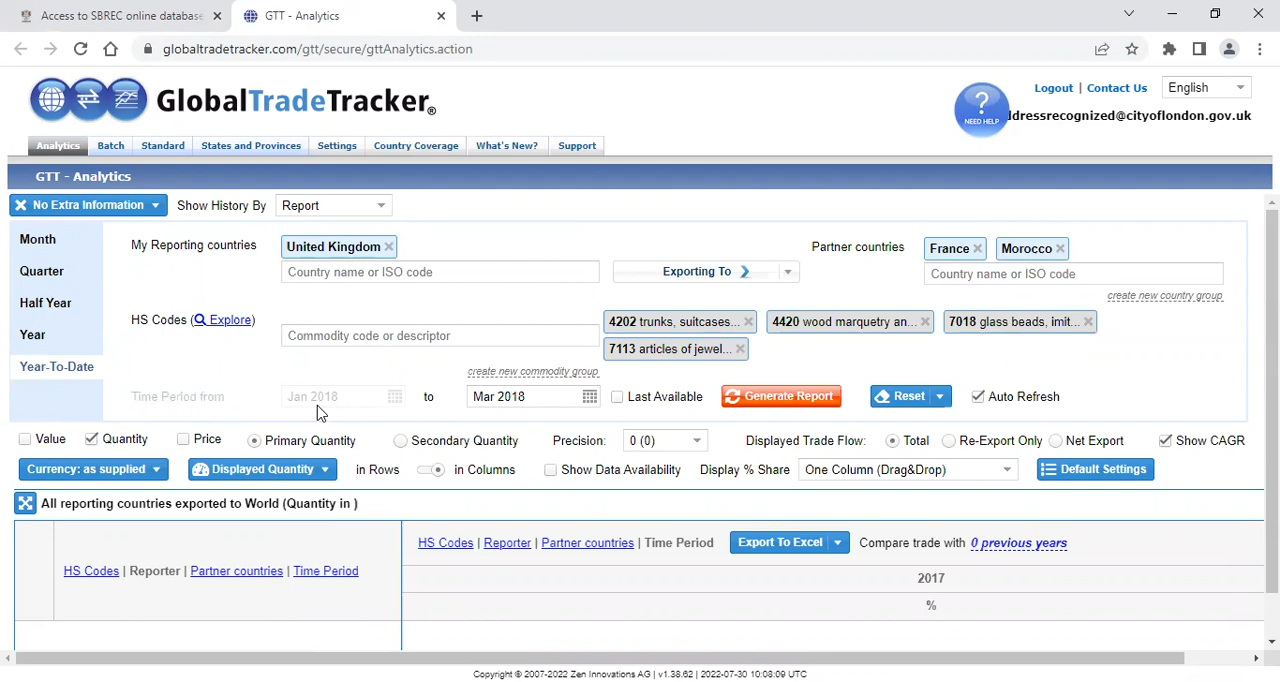 Access to SBREC online database
GTT - Analytics
globaltradetracker.com/gtt/secure/gttAnalytics.action
GlobalTradeTracker®
? NEED HELP
Logout | Contact Us English
ddressrecognized@cityoflondon.gov.uk
Analytics Batch Standard States and Provinces Settings Country Coverage What's New? Support
GTT - Analytics
No Extra Information Show History By Report
Month My Reporting countries United Kingdom Partner countries France Morocco
Quarter Country name or ISO code Exporting To Country name or ISO code
create new country group
Half Year
HS Codes (Explore) 4202 trunks, suitcases... 4420 wood marquetry an... 7018 glass beads, imit...
Year Commodity code or descriptor 7113 articles of jewel...
Year-To-Date create new commodity group
Time Period from Jan 2018 to Mar 2018 Last Available Generate Report Reset Auto Refresh
Value Quantity Price Primary Quantity Secondary Quantity Precision: 0 (0) Displayed Trade Flow: Total Re-Export Only Net Export Show CAGR
Currency: as supplied Displayed Quantity in Rows in Columns Show Data Availability Display % Share One Column (Drag&Drop) Default Settings
All reporting countries exported to World (Quantity in )
HS Codes | Reporter | Partner countries | Time Period Export To Excel Compare trade with 0 previous years
HS Codes | Reporter | Partner countries | Time Period
2017
%
Copyright © 2007-2022 Zen Innovations AG | v1.38.62 | 2022-07-30 10:08:09 UTC